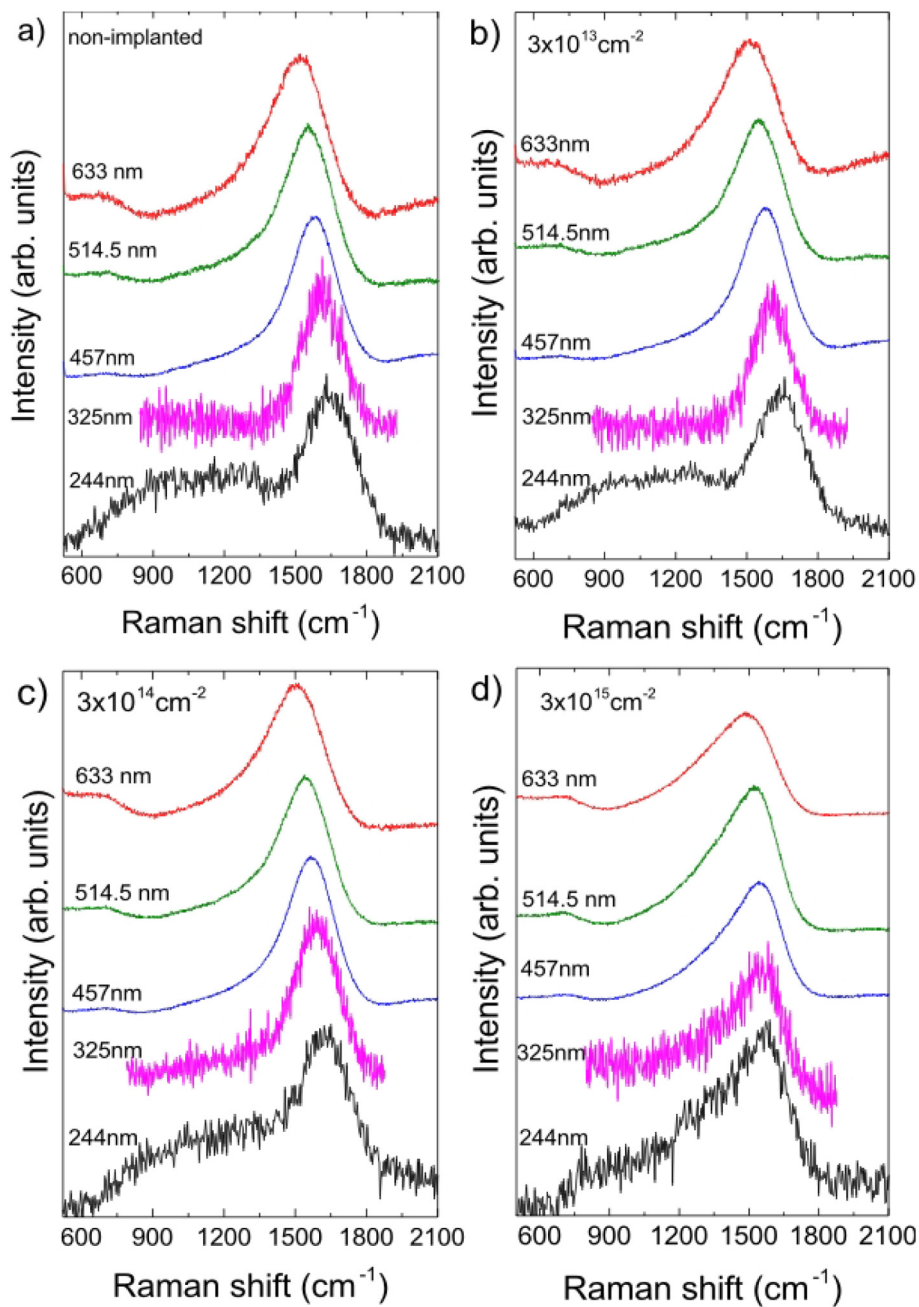 a)
non-implanted
633 nm
514.5 nm
457nm
325nm
244nm
Intensity (arb. units)
600 900 1200 1500 1800 2100
Raman shift (cm⁻¹)
b)
3x10¹³cm⁻²
633nm
514.5nm
457nm
325nm
244nm
Intensity (arb. units)
600 900 1200 1500 1800 2100
Raman shift (cm⁻¹)
c)
3x10¹⁴cm⁻²
633 nm
514.5 nm
457nm
325nm
244nm
Intensity (arb. units)
600 900 1200 1500 1800 2100
Raman shift (cm⁻¹)
d)
3x10¹⁵cm⁻²
633 nm
514.5 nm
457nm
325nm
244nm
Intensity (arb. units)
600 900 1200 1500 1800 2100
Raman shift (cm⁻¹)